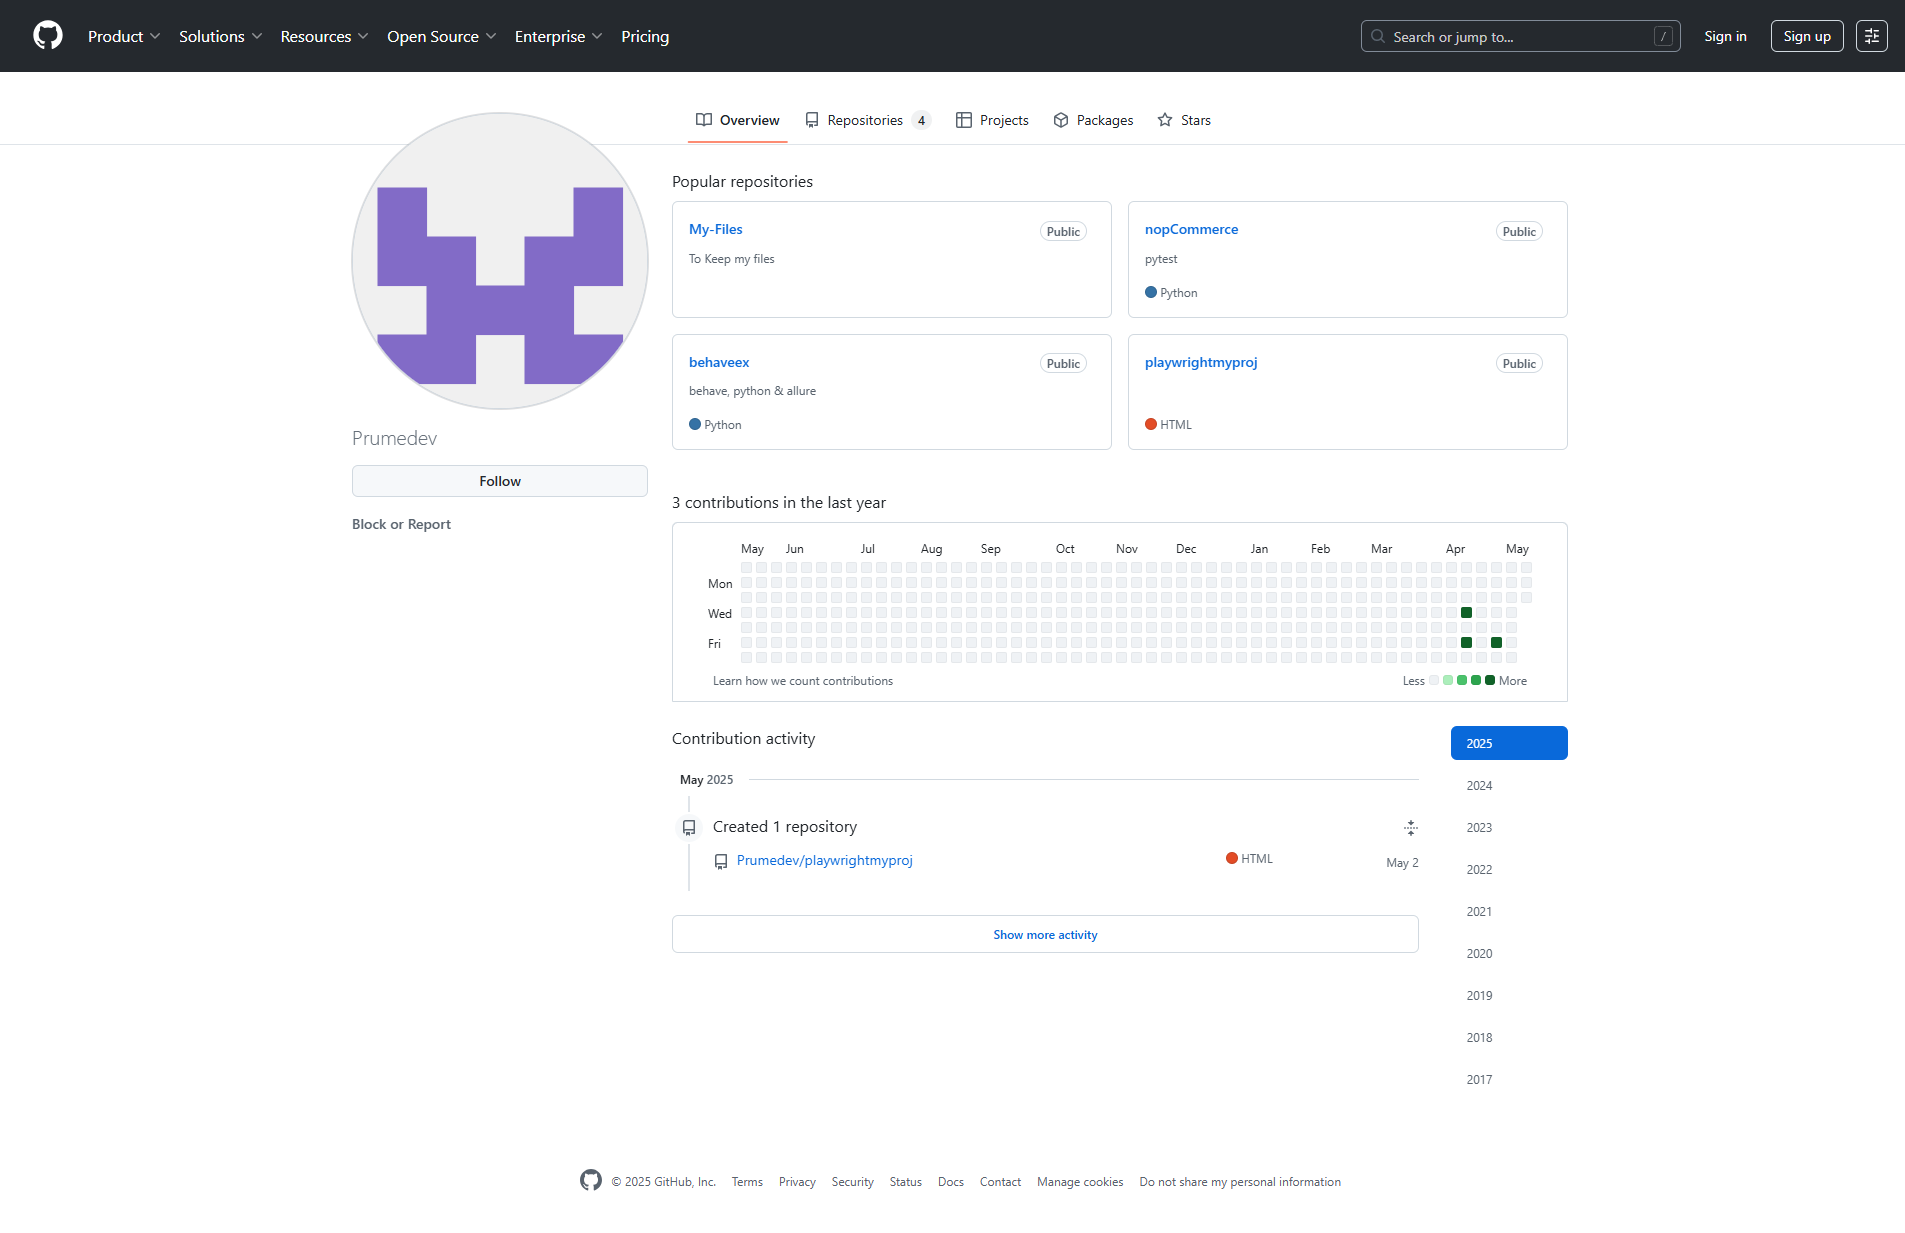 Product Solutions Resources Open Source Enterprise Pricing Search or jump to... / Sign in Sign up
Overview Repositories 4 Projects Packages Stars
Prumedev
Follow
Block or Report
Popular repositories
My-Files Public
To Keep my files
nopCommerce Public
pytest
Python
behaveex Public
behave, python & allure
Python
playwrightmyproj Public
HTML
3 contributions in the last year
May Jun Jul Aug Sep Oct Nov Dec Jan Feb Mar Apr May
Mon
Wed
Fri
Learn how we count contributions Less More
Contribution activity
May 2025
Created 1 repository
Prumedev/playwrightmyproj HTML May 2
Show more activity
2025
2024
2023
2022
2021
2020
2019
2018
2017
© 2025 GitHub, Inc. Terms Privacy Security Status Docs Contact Manage cookies Do not share my personal information